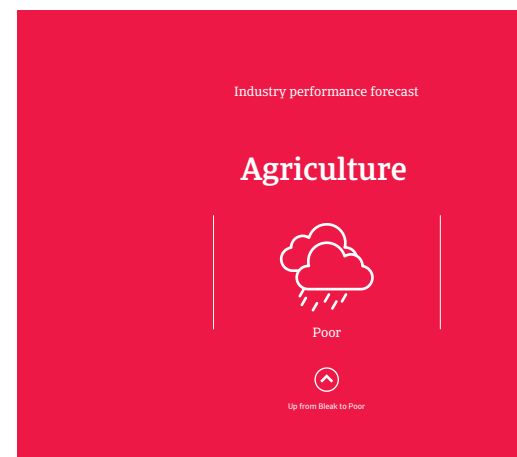 Industry performance forecast
Agriculture
Poor
Up from Bleak to Poor